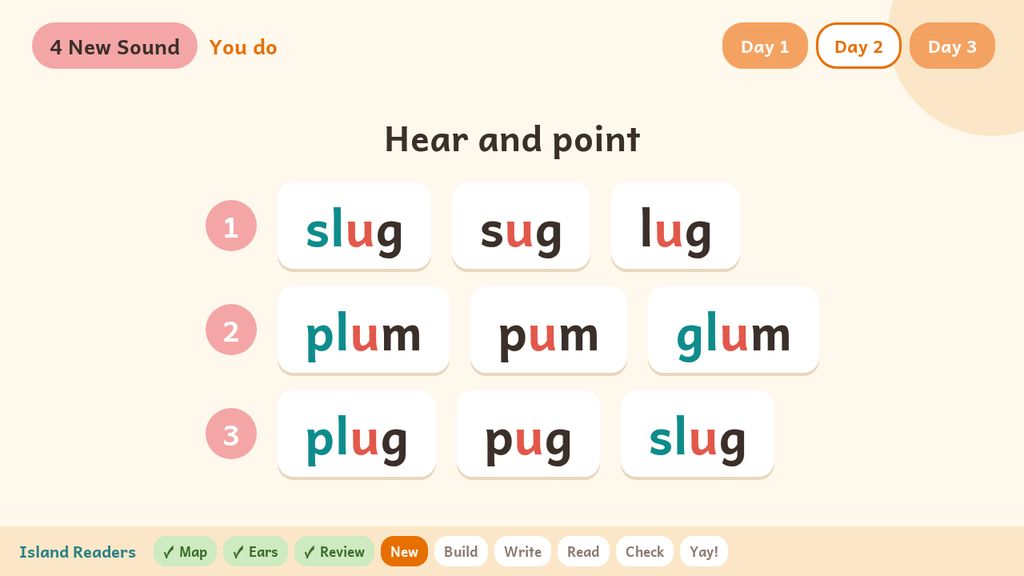 4 New Sound You do Day 1 Day 2 Day 3
Hear and point
1 slug sug lug
2 plum pum glum
3 plug pug slug
Island Readers ✓ Map ✓ Ears ✓ Review New Build Write Read Check Yay!